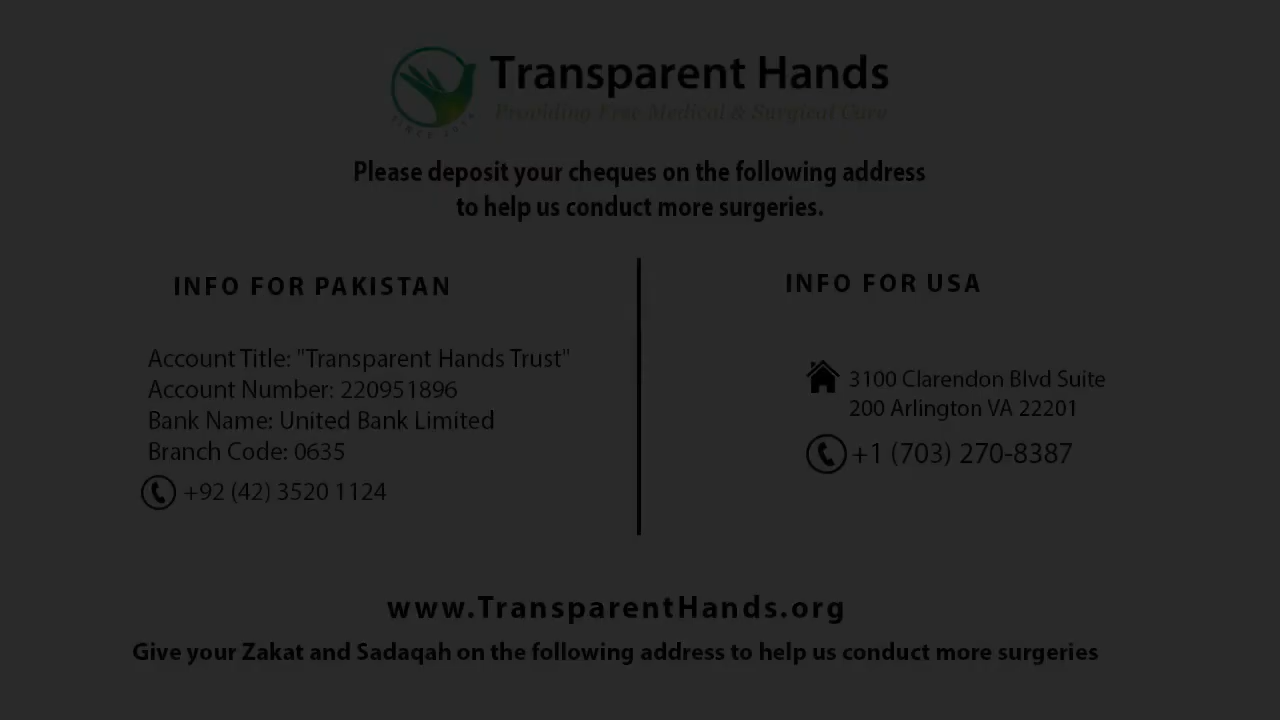 Transparent Hands
Providing Free Medical & Surgical Care
SINCE 2014
Please deposit your cheques on the following address
to help us conduct more surgeries.
INFO FOR PAKISTAN
Account Title: "Transparent Hands Trust"
Account Number: 220951896
Bank Name: United Bank Limited
Branch Code: 0635
+92 (42) 3520 1124
INFO FOR USA
3100 Clarendon Blvd Suite
200 Arlington VA 22201
+1 (703) 270-8387
www.TransparentHands.org
Give your Zakat and Sadaqah on the following address to help us conduct more surgeries